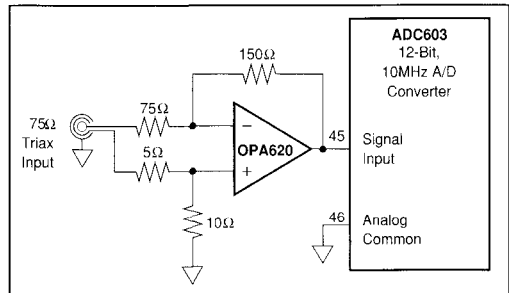 ADC603
12-Bit,
10MHz A/D
Converter
150Ω
75Ω
Triax
Input
75Ω
5Ω
10Ω
−
+
OPA620
45
Signal
Input
46
Analog
Common